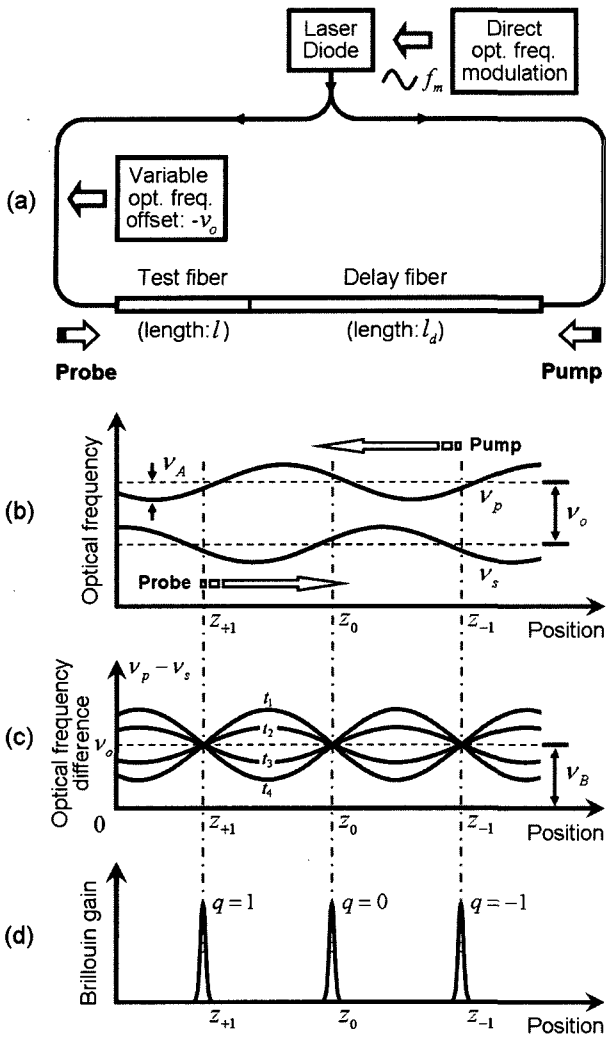 Laser
Diode
Direct
opt. freq.
modulation
f_m
(a)
Variable
opt. freq.
offset: -ν_o
Test fiber
Delay fiber
(length: l)
(length: l_d)
Probe
Pump
(b)
Optical frequency
ν_A
Pump
ν_p
ν_o
Probe
ν_s
z_{+1}
z_0
z_{-1}
Position
(c)
Optical frequency
difference
ν_p − ν_s
t_1
t_2
t_3
t_4
ν_o
ν_B
0
z_{+1}
z_0
z_{-1}
Position
(d)
Brillouin gain
q = 1
q = 0
q = -1
z_{+1}
z_0
z_{-1}
Position